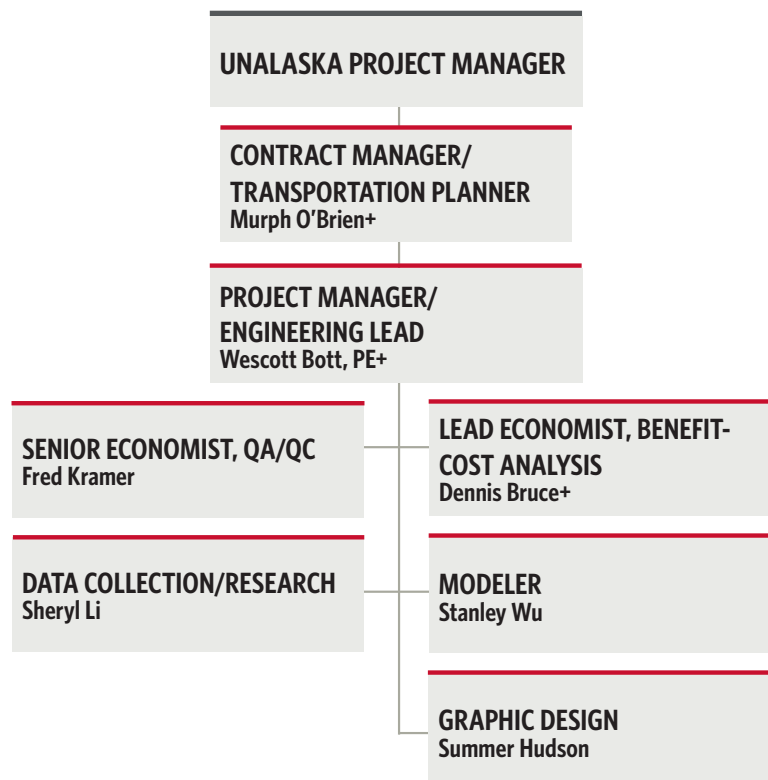 UNALASKA PROJECT MANAGER
CONTRACT MANAGER/
TRANSPORTATION PLANNER
Murph O'Brien+
PROJECT MANAGER/
ENGINEERING LEAD
Wescott Bott, PE+
SENIOR ECONOMIST, QA/QC
Fred Kramer
LEAD ECONOMIST, BENEFIT-
COST ANALYSIS
Dennis Bruce+
DATA COLLECTION/RESEARCH
Sheryl Li
MODELER
Stanley Wu
GRAPHIC DESIGN
Summer Hudson